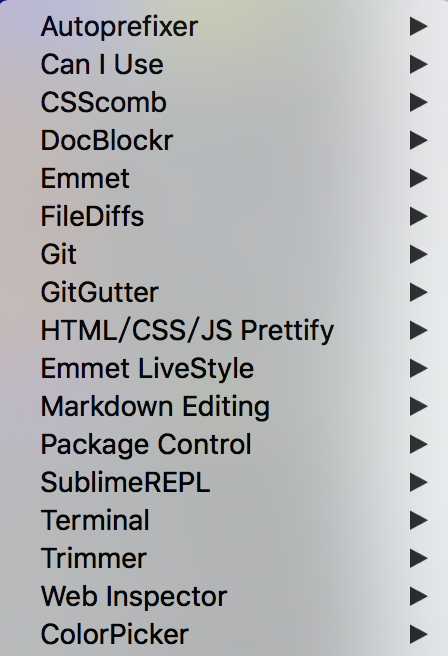 Autoprefixer
Can I Use
CSScomb
DocBlockr
Emmet
FileDiffs
Git
GitGutter
HTML/CSS/JS Prettify
Emmet LiveStyle
Markdown Editing
Package Control
SublimeREPL
Terminal
Trimmer
Web Inspector
ColorPicker